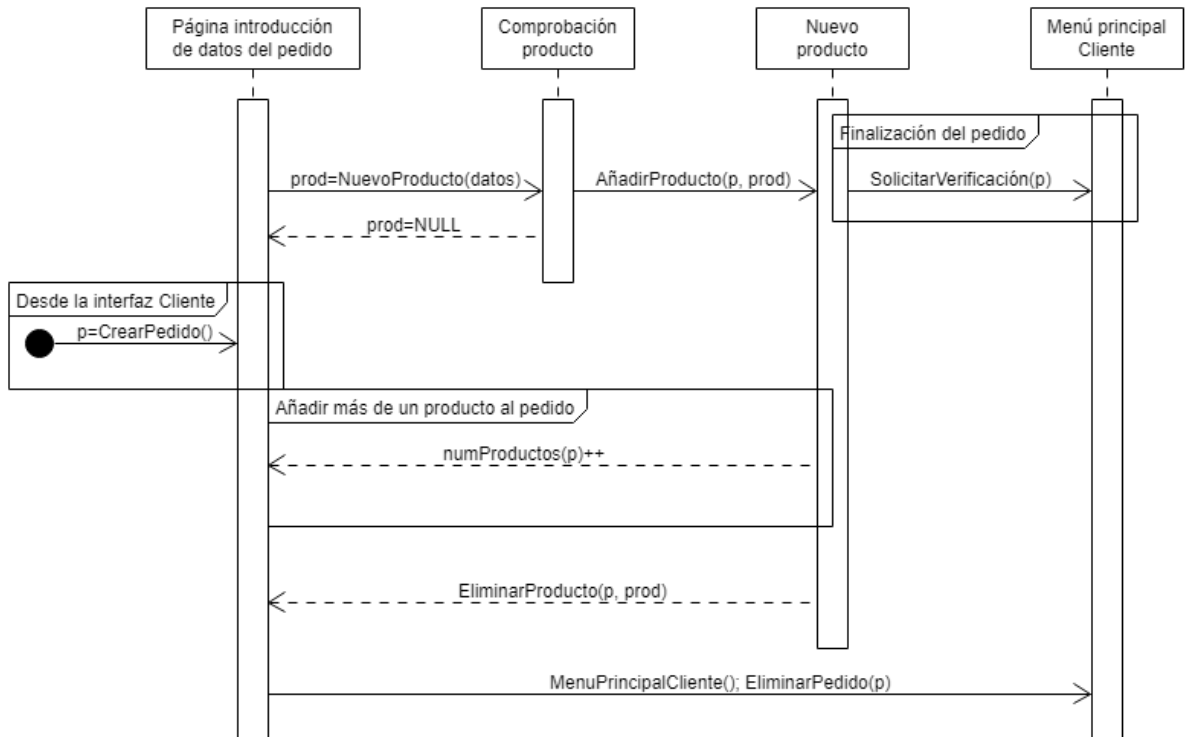 Página introducción
de datos del pedido
Comprobación
producto
Nuevo
producto
Menú principal
Cliente
Finalización del pedido
prod=NuevoProducto(datos)
AñadirProducto(p, prod)
SolicitarVerificación(p)
prod=NULL
Desde la interfaz Cliente
p=CrearPedido()
Añadir más de un producto al pedido
numProductos(p)++
EliminarProducto(p, prod)
MenuPrincipalCliente(); EliminarPedido(p)